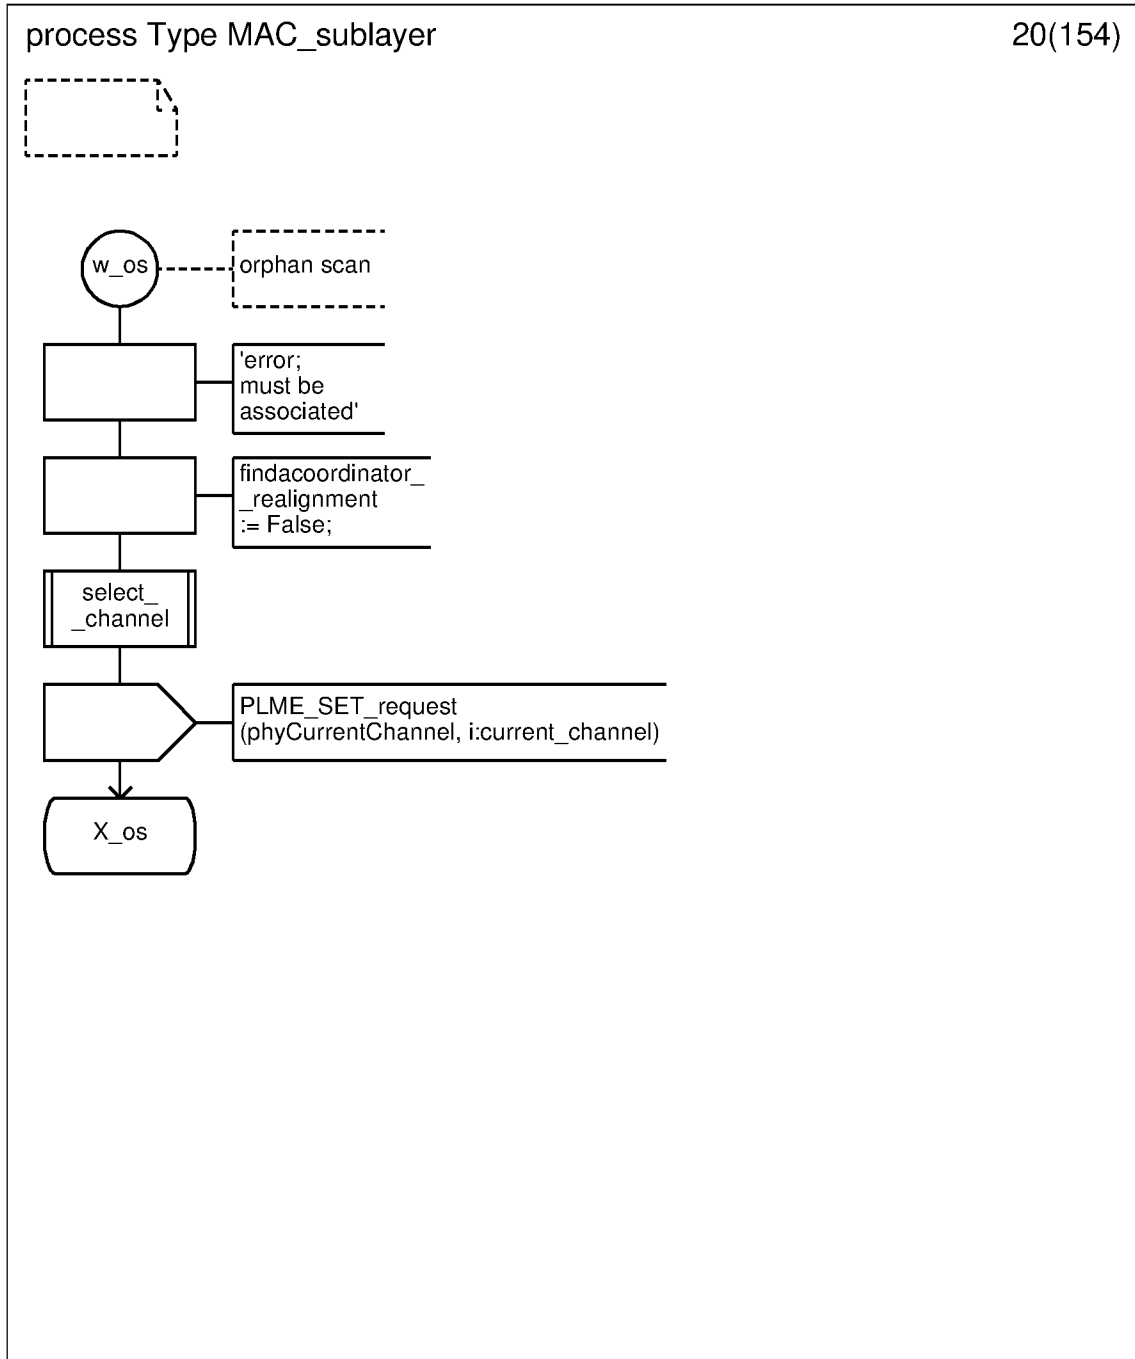 process Type MAC_sublayer
20(154)
w_os
orphan scan
'error;
must be
associated'
findacoordinator_
_realignment
:= False;
select_
_channel
PLME_SET_request
(phyCurrentChannel, i:current_channel)
X_os